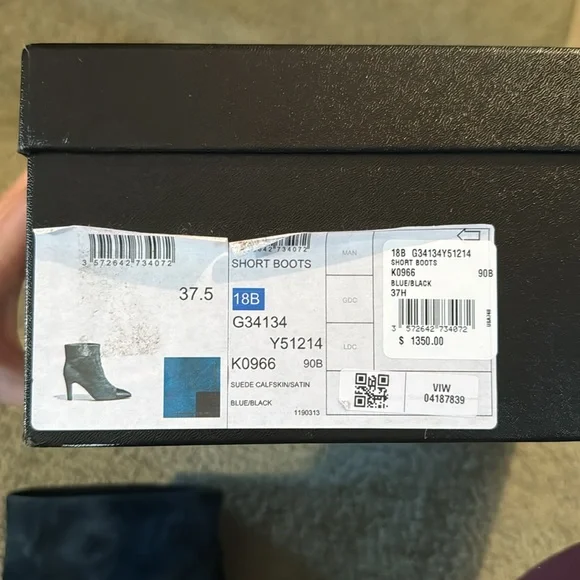 3 572642 734072
37.5
SHORT BOOTS
18B
G34134
Y51214
K0966 90B
SUEDE CALFSKIN/SATIN
BLUE/BLACK
1190313
MAN
LDC
VIW
04187839
18B G34134Y51214
SHORT BOOTS
K0966 90B
BLUE/BLACK
37H
3 572642 734072
$ 1350.00